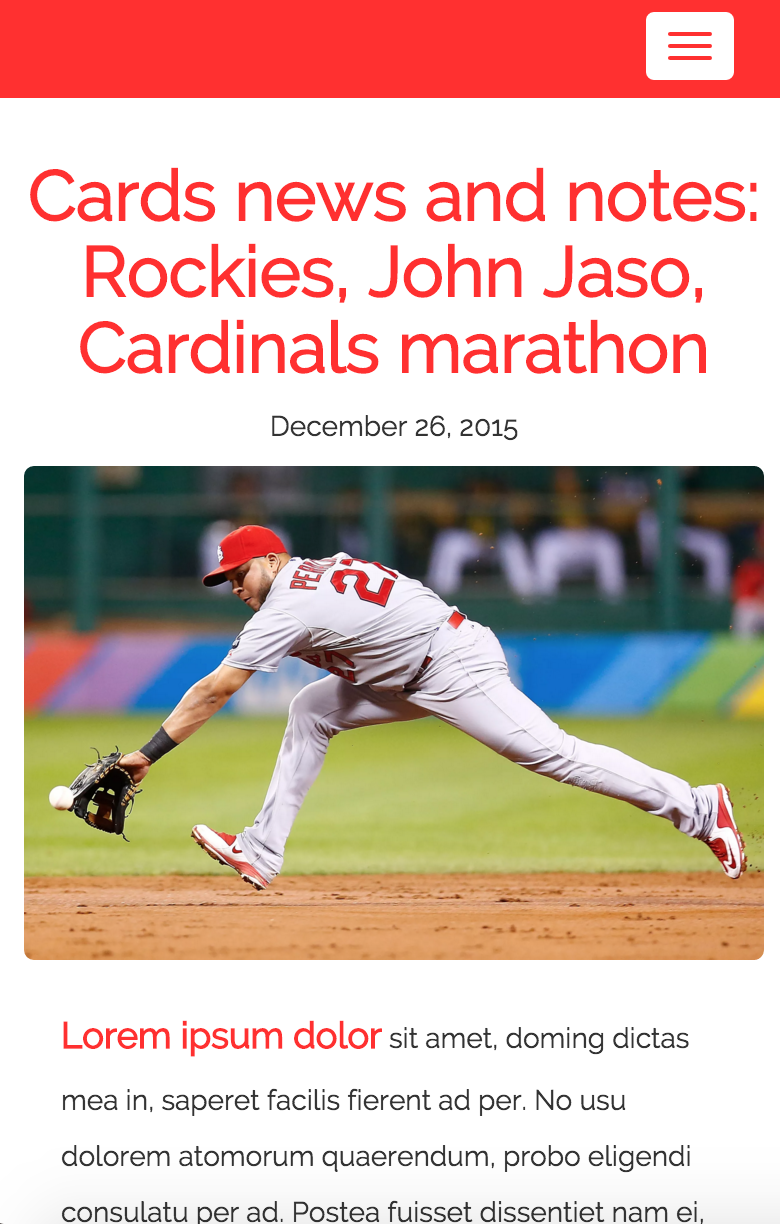 Cards news and notes:
Rockies, John Jaso,
Cardinals marathon
December 26, 2015
27
Lorem ipsum dolor sit amet, doming dictas
mea in, saperet facilis fierent ad per. No usu
dolorem atomorum quaerendum, probo eligendi
consulatu per ad. Postea fuisset dissentiet nam ei,